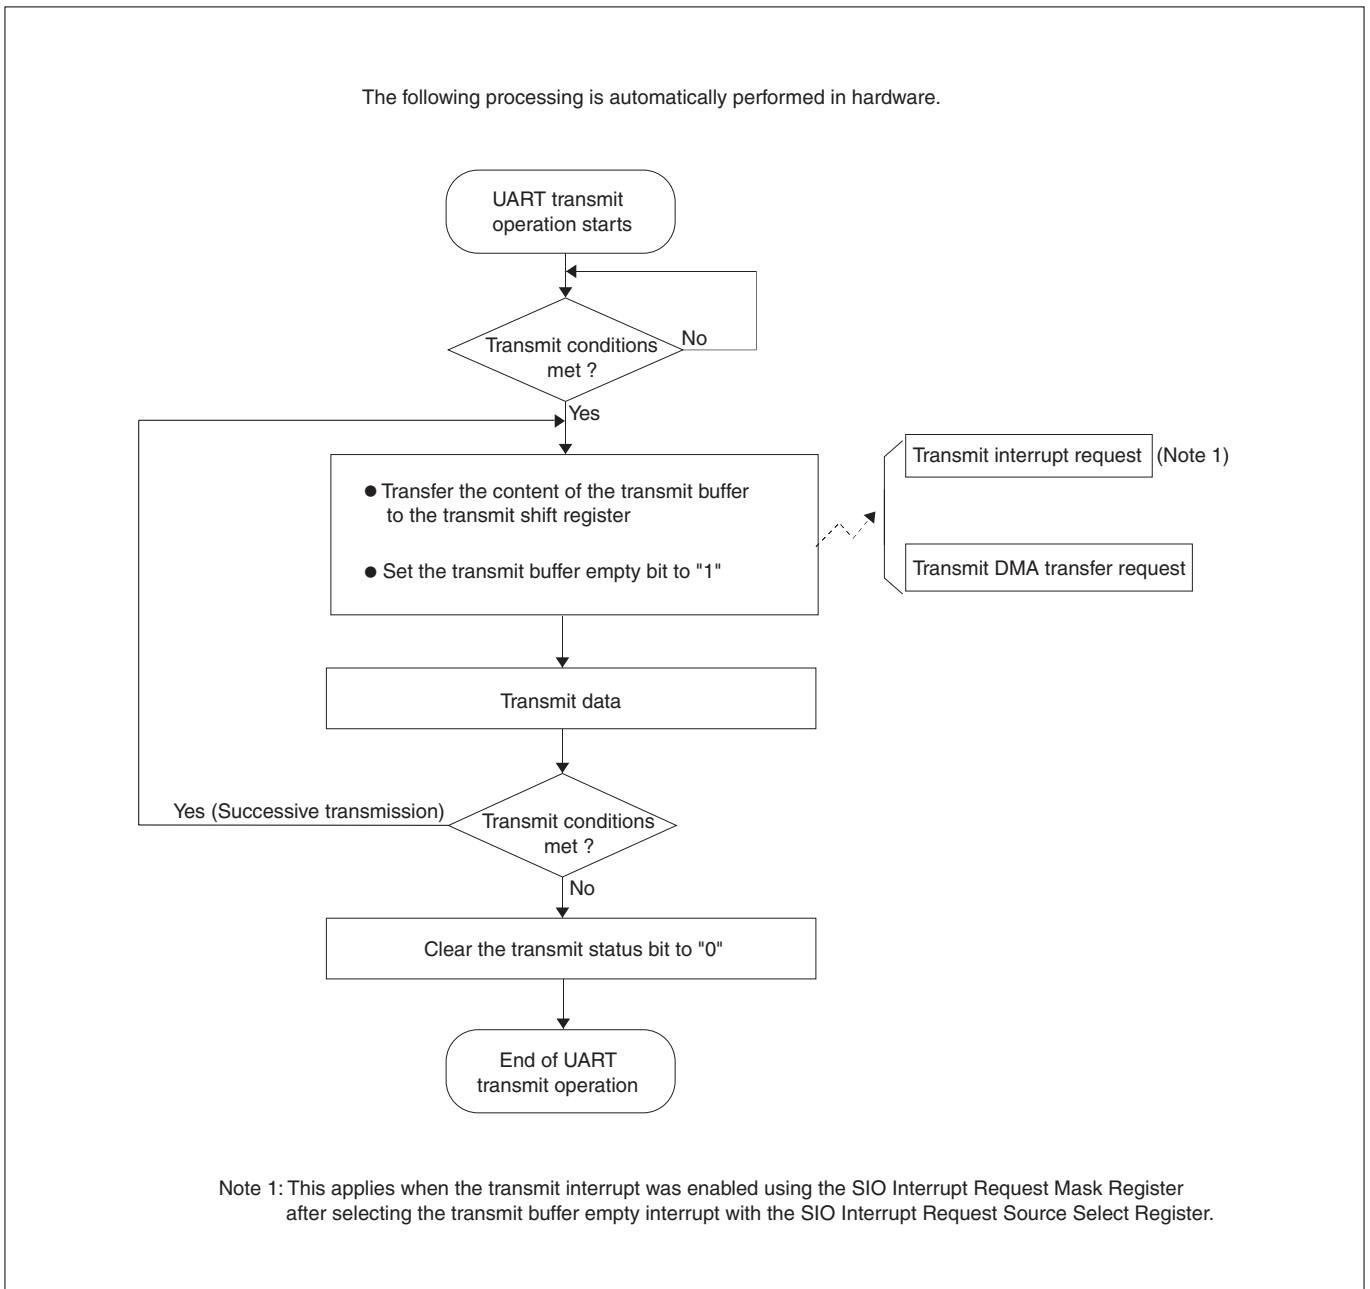 The following processing is automatically performed in hardware.
UART transmit
operation starts
Transmit conditions
met ?
No
Yes
● Transfer the content of the transmit buffer
to the transmit shift register
● Set the transmit buffer empty bit to "1"
Transmit interrupt request (Note 1)
Transmit DMA transfer request
Transmit data
Yes (Successive transmission)
Transmit conditions
met ?
No
Clear the transmit status bit to "0"
End of UART
transmit operation
Note 1: This applies when the transmit interrupt was enabled using the SIO Interrupt Request Mask Register
after selecting the transmit buffer empty interrupt with the SIO Interrupt Request Source Select Register.